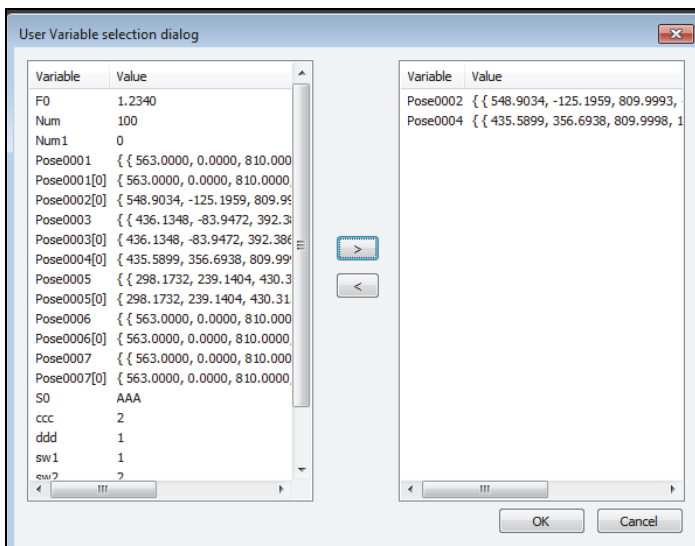 User Variable selection dialog
Variable Value
F0 1.2340
Num 100
Num1 0
Pose0001 { { 563.0000, 0.0000, 810.000
Pose0001[0] { 563.0000, 0.0000, 810.0000,
Pose0002[0] { 548.9034, -125.1959, 809.99
Pose0003 { { 436.1348, -83.9472, 392.38
Pose0003[0] { 436.1348, -83.9472, 392.386
Pose0004[0] { 435.5899, 356.6938, 809.999
Pose0005 { { 298.1732, 239.1404, 430.3
Pose0005[0] { 298.1732, 239.1404, 430.31
Pose0006 { { 563.0000, 0.0000, 810.000
Pose0006[0] { 563.0000, 0.0000, 810.0000,
Pose0007 { { 563.0000, 0.0000, 810.000
Pose0007[0] { 563.0000, 0.0000, 810.0000,
S0 AAA
ccc 2
ddd 1
sw1 1
sw2 2
>
<
Variable Value
Pose0002 { { 548.9034, -125.1959, 809.9993, -
Pose0004 { { 435.5899, 356.6938, 809.9998, 1
OK Cancel